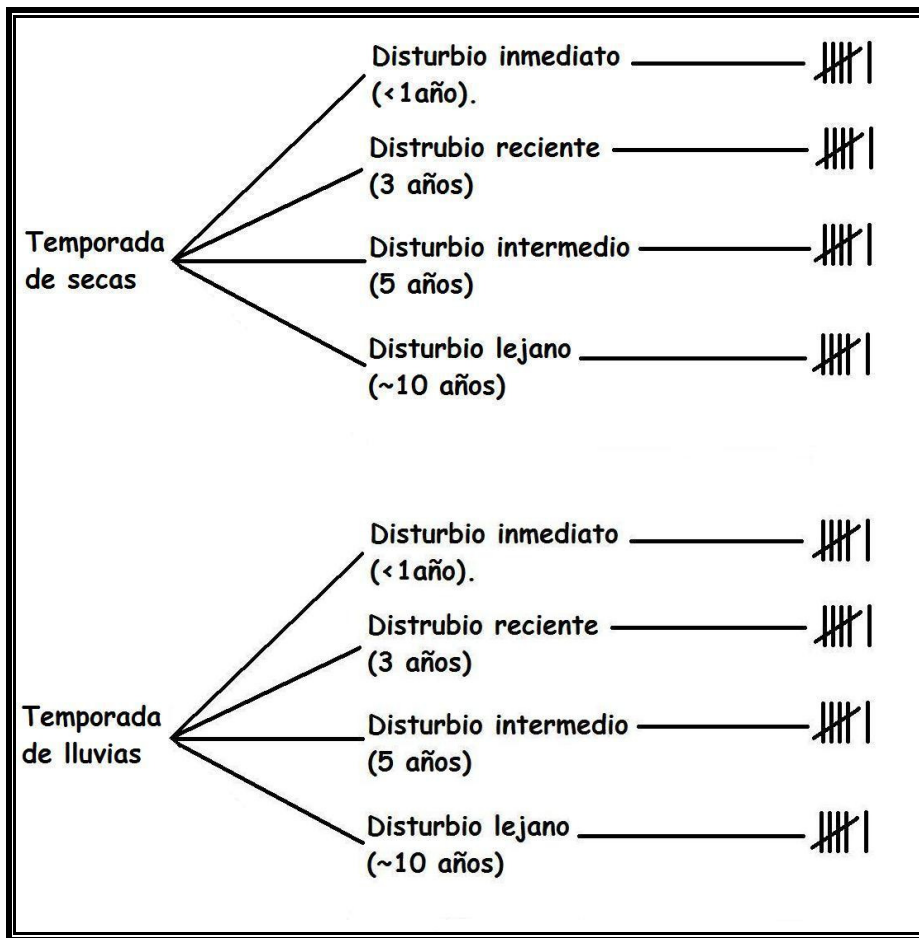 Disturbio inmediato
(<1año).
Distrubio reciente
(3 años)
Temporada
de secas
Disturbio intermedio
(5 años)
Disturbio lejano
(~10 años)
Disturbio inmediato
(<1año).
Distrubio reciente
(3 años)
Temporada
de lluvias
Disturbio intermedio
(5 años)
Disturbio lejano
(~10 años)